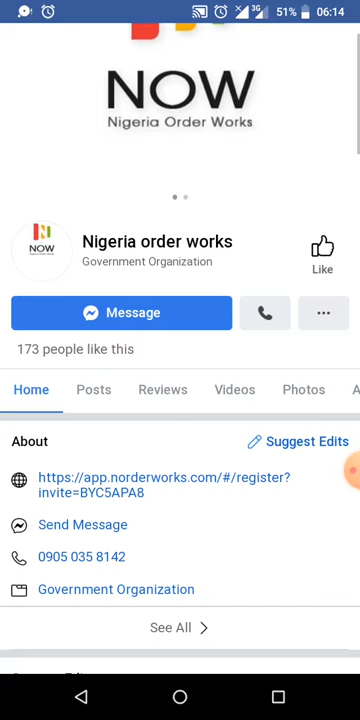 3G 51% 06:14
NOW
Nigeria Order Works
NOW
Nigeria order works
Government Organization
Like
Message
173 people like this
Home Posts Reviews Videos Photos A
About Suggest Edits
https://app.norderworks.com/#/register?
invite=BYC5APA8
Send Message
0905 035 8142
Government Organization
See All